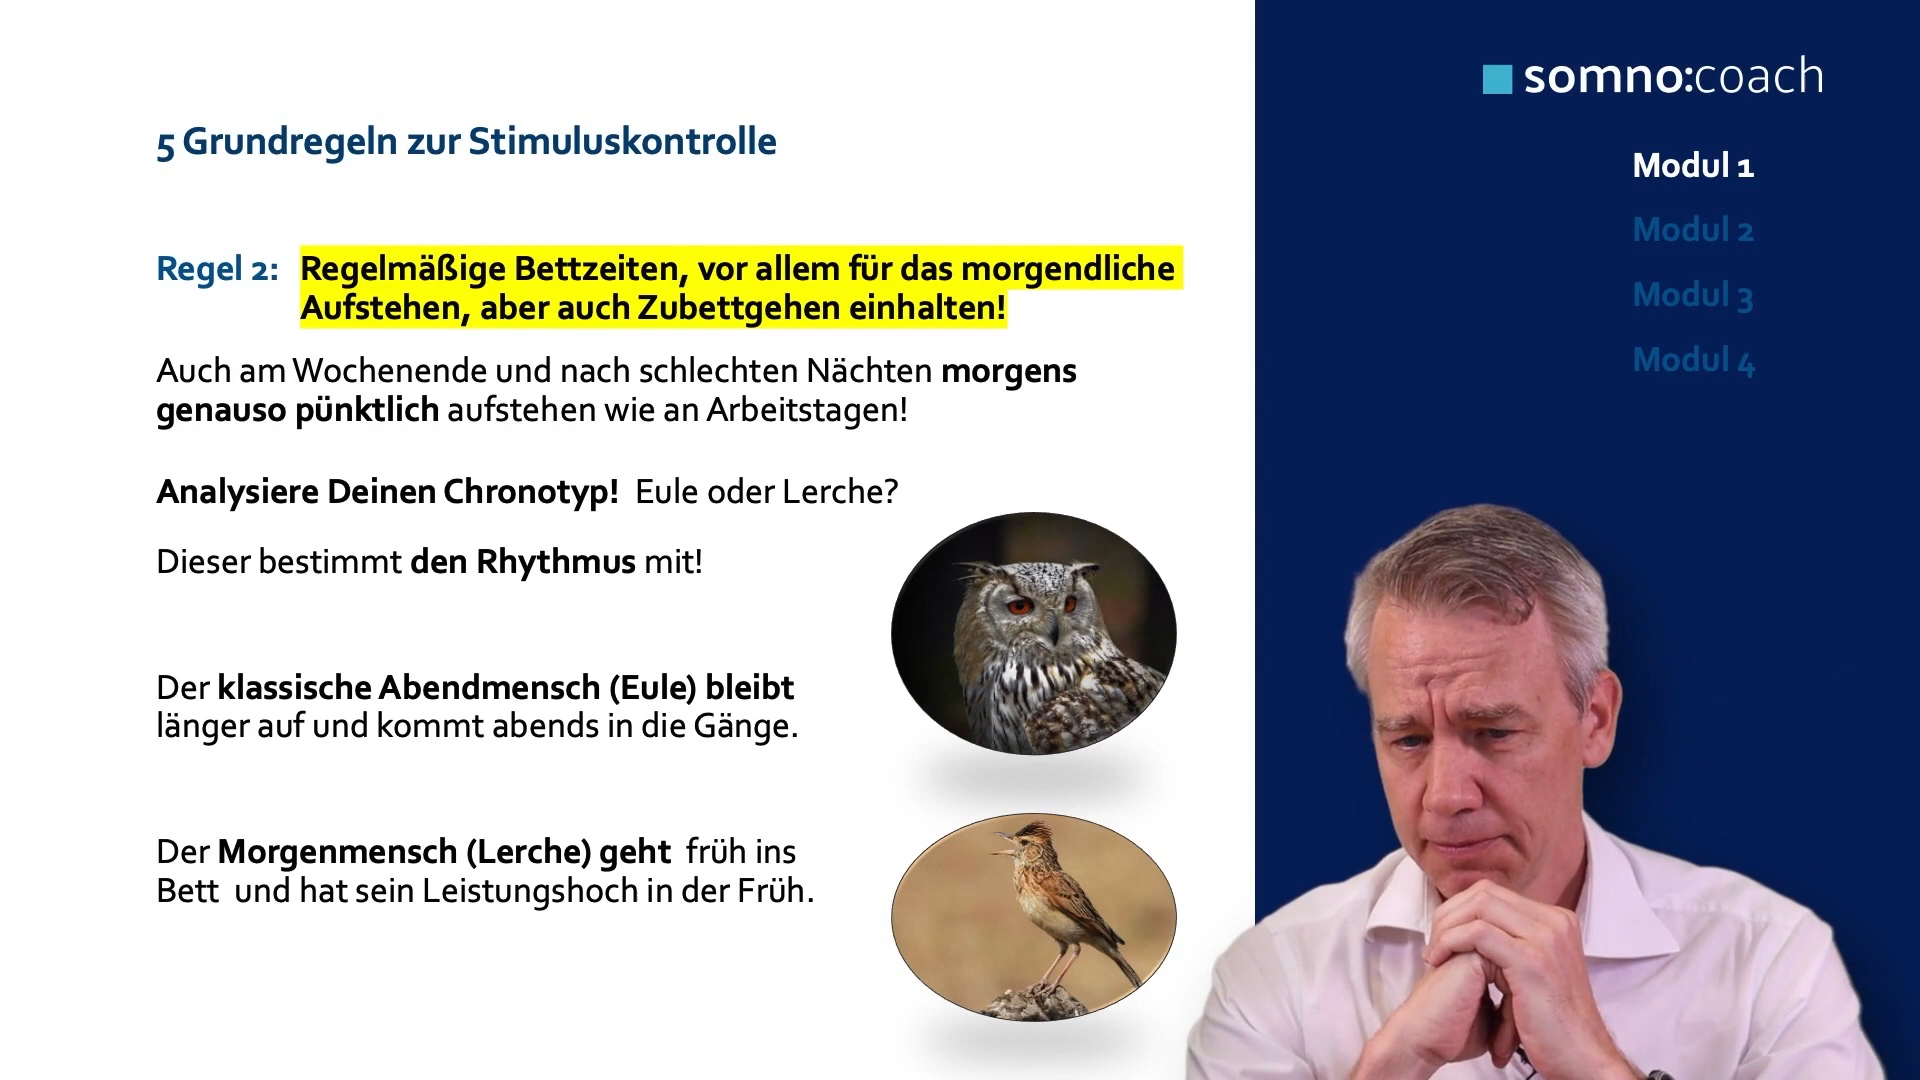 somno:coach
5 Grundregeln zur Stimuluskontrolle
Modul 1
Modul 2
Modul 3
Modul 4
Regel 2: Regelmäßige Bettzeiten, vor allem für das morgendliche
Aufstehen, aber auch Zubettgehen einhalten!
Auch am Wochenende und nach schlechten Nächten morgens
genauso pünktlich aufstehen wie an Arbeitstagen!
Analysiere Deinen Chronotyp! Eule oder Lerche?
Dieser bestimmt den Rhythmus mit!
Der klassische Abendmensch (Eule) bleibt
länger auf und kommt abends in die Gänge.
Der Morgenmensch (Lerche) geht früh ins
Bett und hat sein Leistungshoch in der Früh.